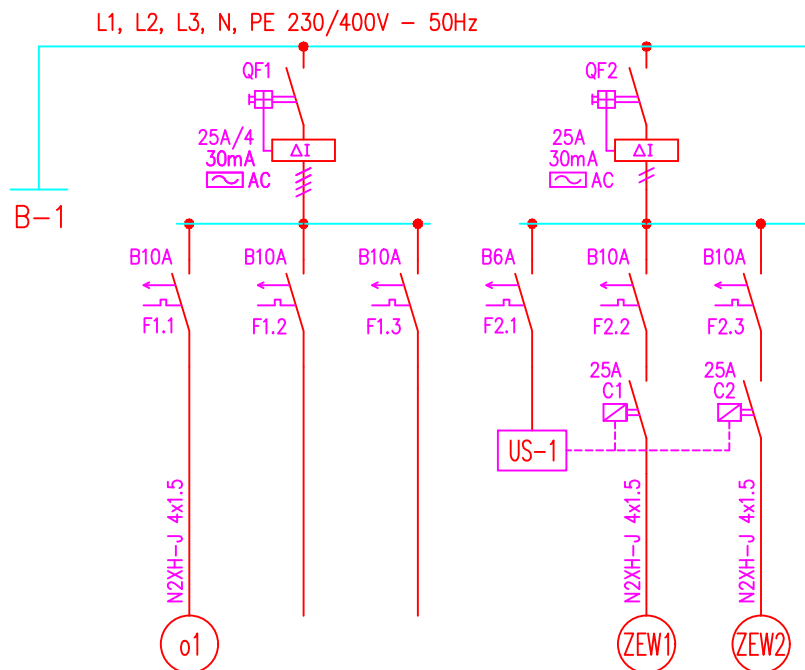 L1, L2, L3, N, PE 230/400V - 50Hz
QF1
QF2
25A/4
30mA
AC
ΔI
25A
30mA
AC
ΔI
B-1
B10A
B10A
B10A
B6A
B10A
B10A
F1.1
F1.2
F1.3
F2.1
F2.2
F2.3
25A
C1
25A
C2
US-1
N2XH-J 4x1.5
N2XH-J 4x1.5
N2XH-J 4x1.5
o1
ZEW1
ZEW2